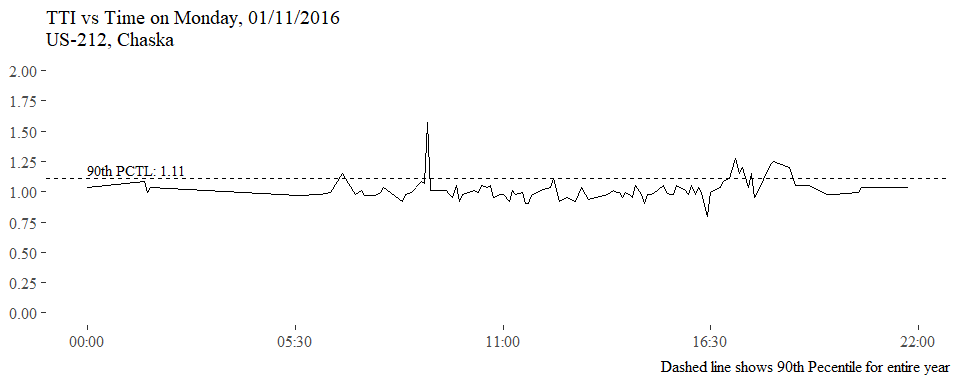 TTI vs Time on Monday, 01/11/2016
US-212, Chaska
2.00
1.75
1.50
1.25
90th PCTL: 1.11
1.00
0.75
0.50
0.25
0.00
00:00 05:30 11:00 16:30 22:00
Dashed line shows 90th Pecentile for entire year